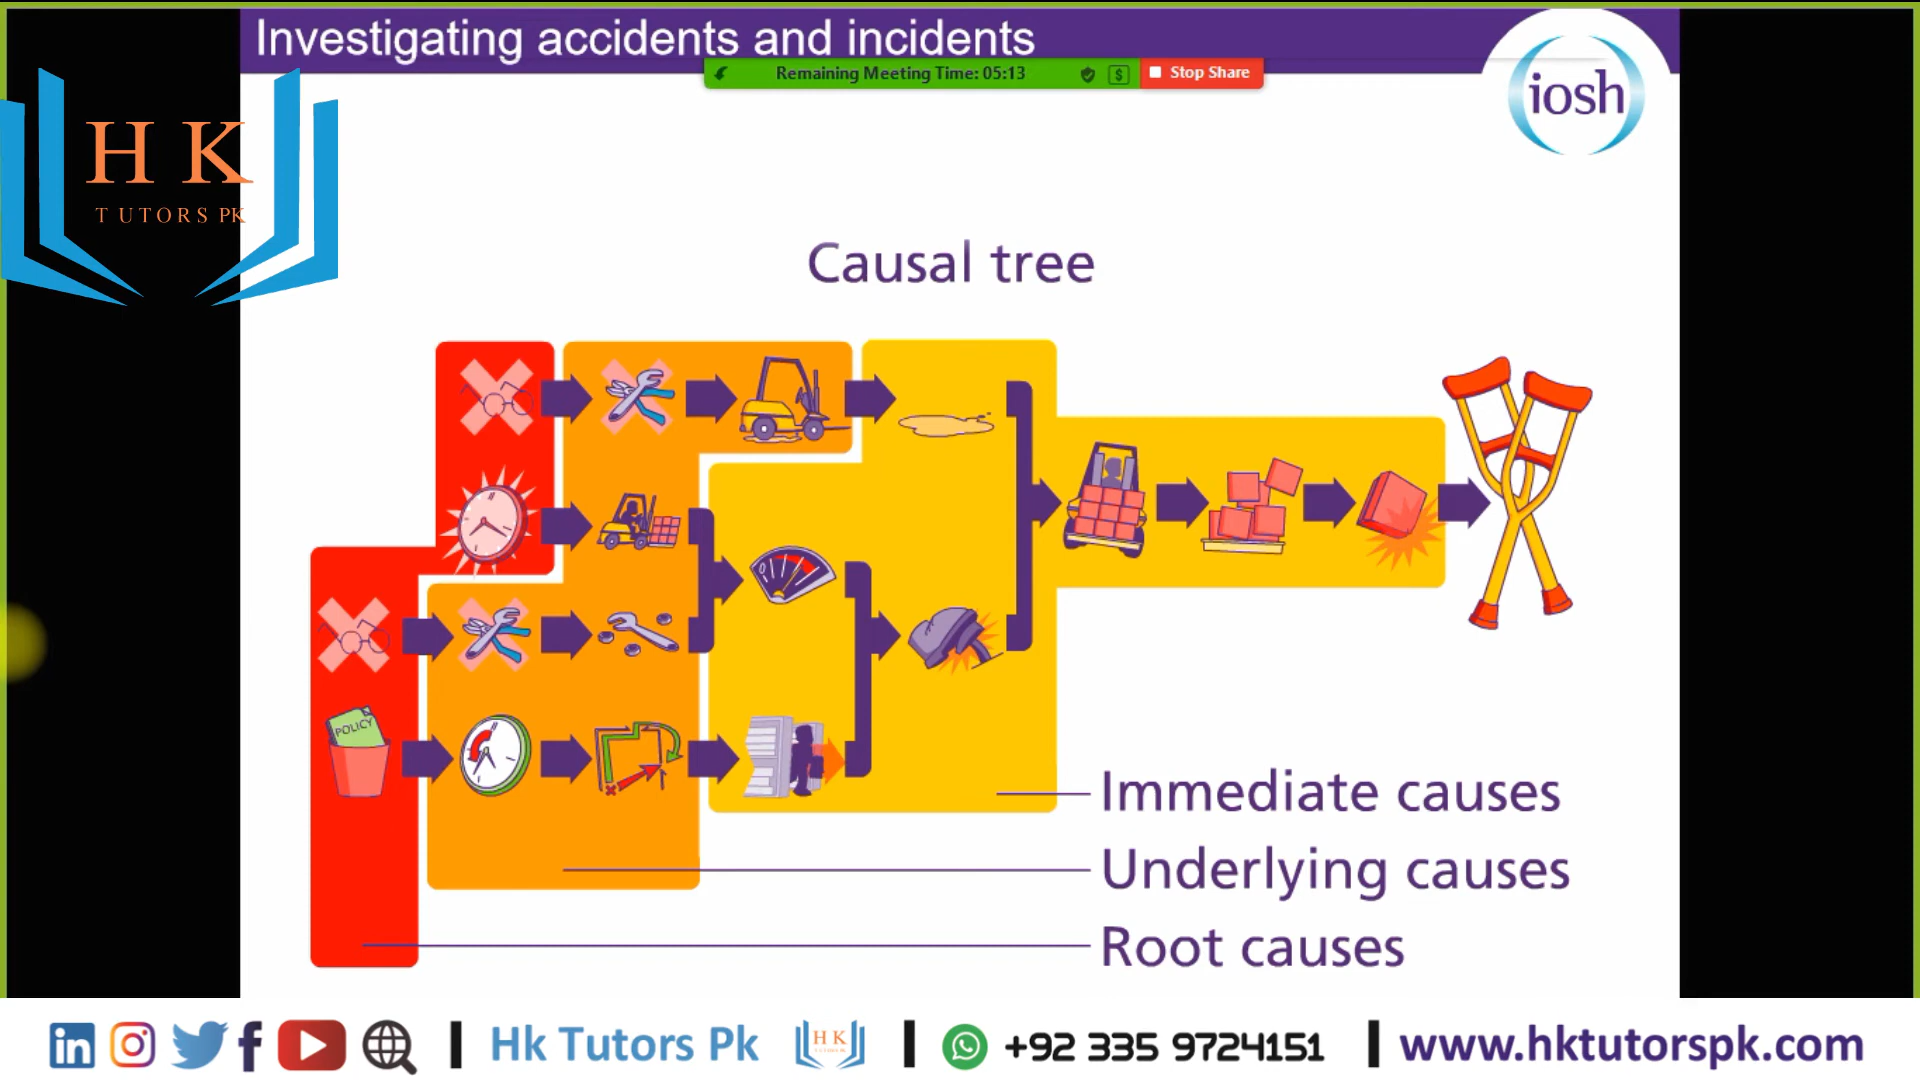 Investigating accidents and incidents
Remaining Meeting Time: 05:13
$
Stop Share
iosh
H K
TUTORS PK
Causal tree
POLICY
Immediate causes
Underlying causes
Root causes
in
Hk Tutors Pk
H K
+92 335 9724151
www.hktutorspk.com